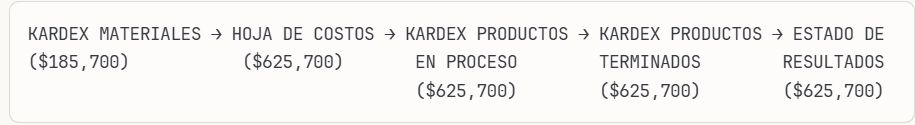 KARDEX MATERIALES → HOJA DE COSTOS → KARDEX PRODUCTOS → KARDEX PRODUCTOS → ESTADO DE
($185,700) ($625,700) EN PROCESO TERMINADOS RESULTADOS
($625,700) ($625,700) ($625,700)